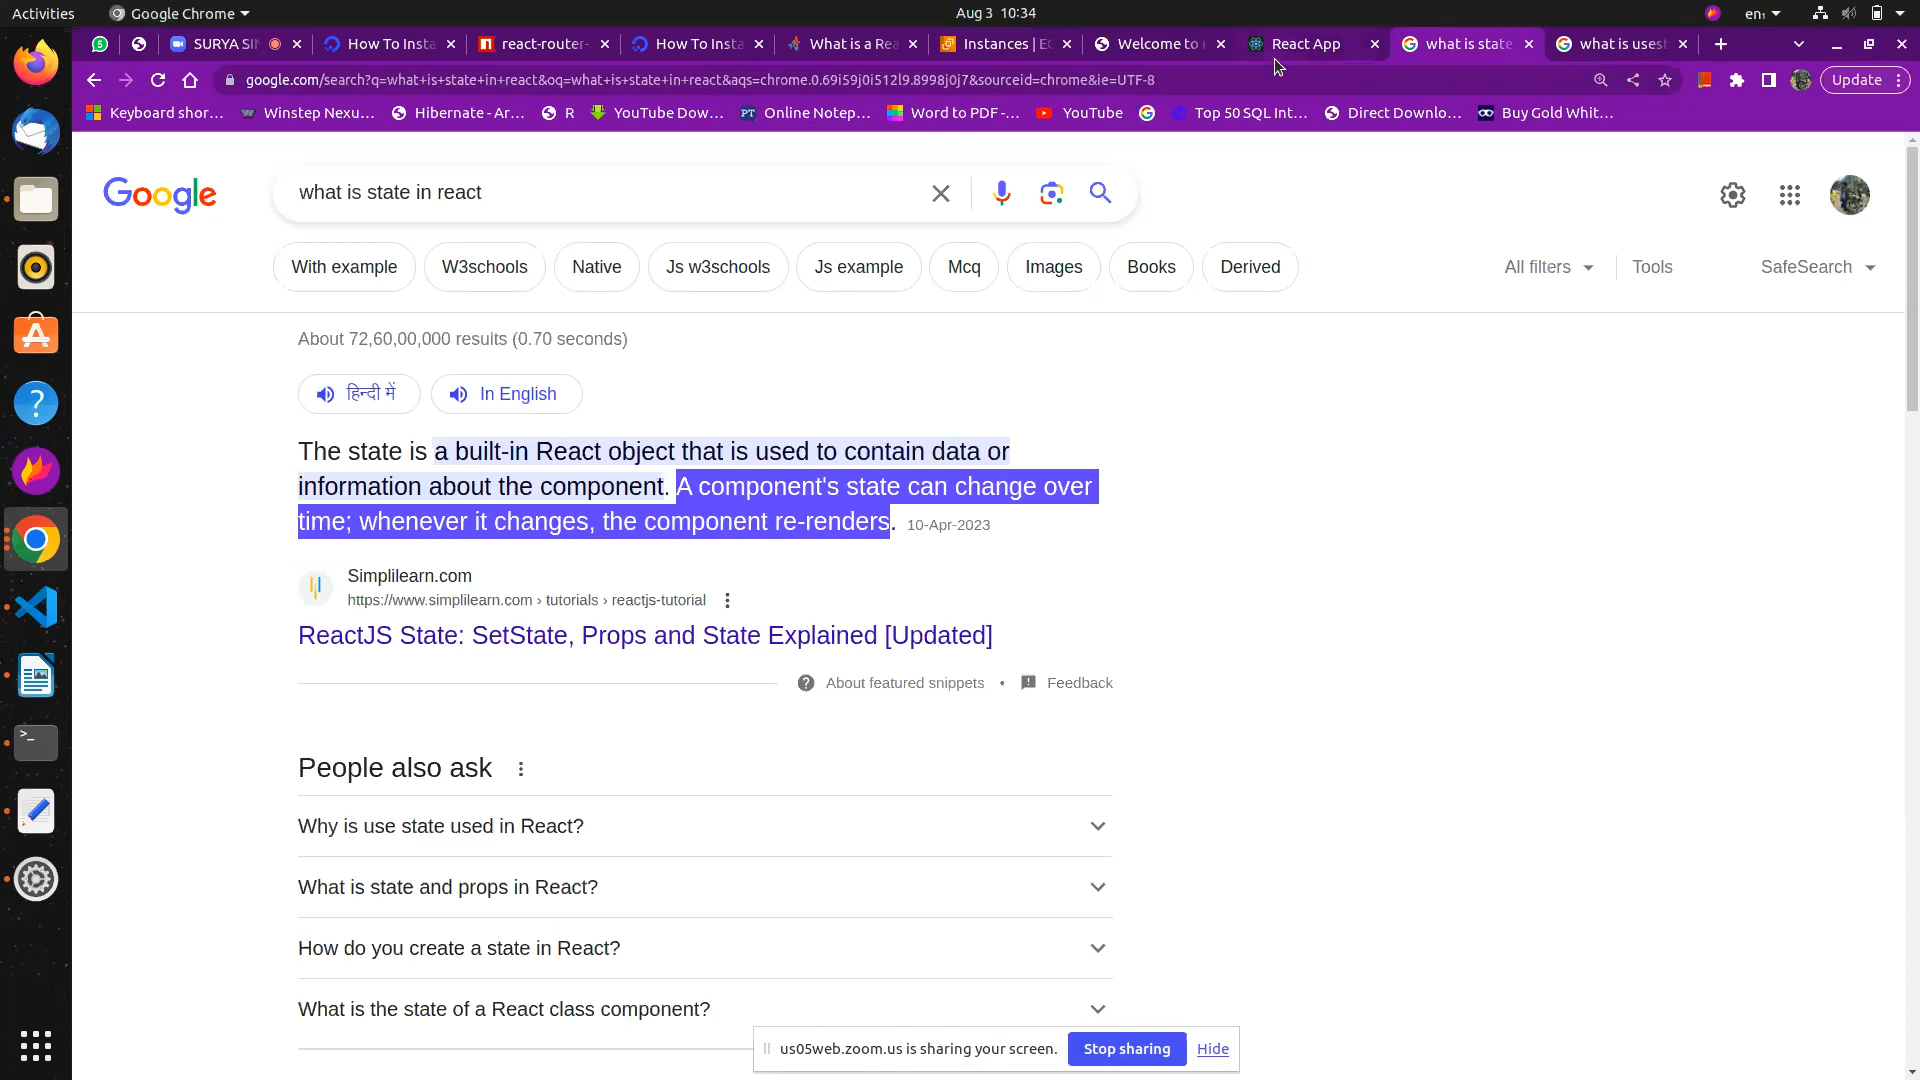 Activities
Google Chrome
Aug 3 10:34
en₁
SURYA SI
How To Insta
react-router-
How To Insta
What is a Rea
Instances | EC
Welcome to
React App
what is state
what is usest
google.com/search?q=what+is+state+in+react&oq=what+is+state+in+react&aqs=chrome.0.69i59j0i512l9.8998j0j7&sourceid=chrome&ie=UTF-8
Update
Keyboard shor...
Winstep Nexu...
Hibernate - Ar...
R
YouTube Dow...
Online Notep...
Word to PDF -...
YouTube
Top 50 SQL Int...
Direct Downlo...
Buy Gold Whit...
Google
what is state in react
With example
W3schools
Native
Js w3schools
Js example
Mcq
Images
Books
Derived
All filters
Tools
SafeSearch
About 72,60,00,000 results (0.70 seconds)
हिन्दी में
In English
The state is a built-in React object that is used to contain data or
information about the component. A component's state can change over
time; whenever it changes, the component re-renders. 10-Apr-2023
Simplilearn.com
https://www.simplilearn.com › tutorials › reactjs-tutorial
ReactJS State: SetState, Props and State Explained [Updated]
About featured snippets • Feedback
People also ask
Why is use state used in React?
What is state and props in React?
How do you create a state in React?
What is the state of a React class component?
us05web.zoom.us is sharing your screen.
Stop sharing
Hide